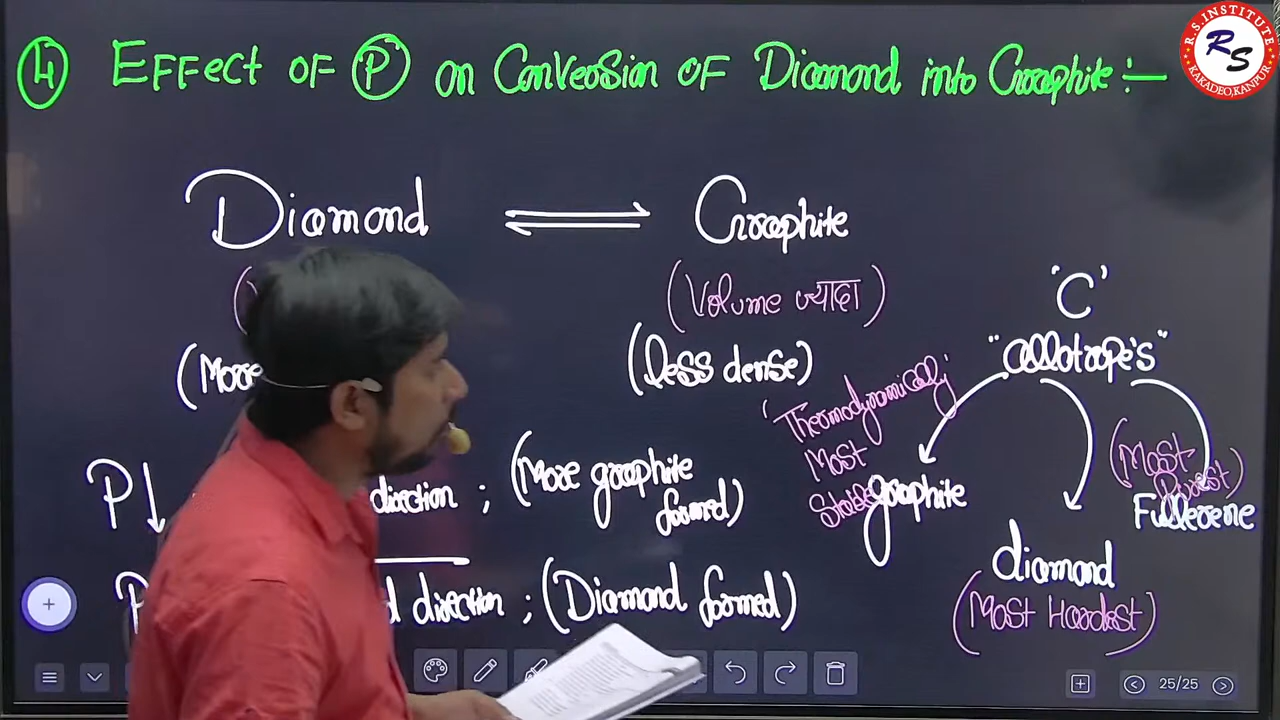 4 Effect of P on Conversion of Diamond into Graphite :-
R.S. INSTITUTE
RS
KAKADEO, KANPUR
Diamond ⇌ Graphite
(Volume ज्यादा)
(More
(less dense)
'C'
"allotrope's"
Thermodynamically
Most
Stable
graphite
diamond
(Most Hardest)
(Most
Purest)
Fullerene
P↓ direction ; (More graphite
formed)
P direction ; (Diamond formed)
25/25